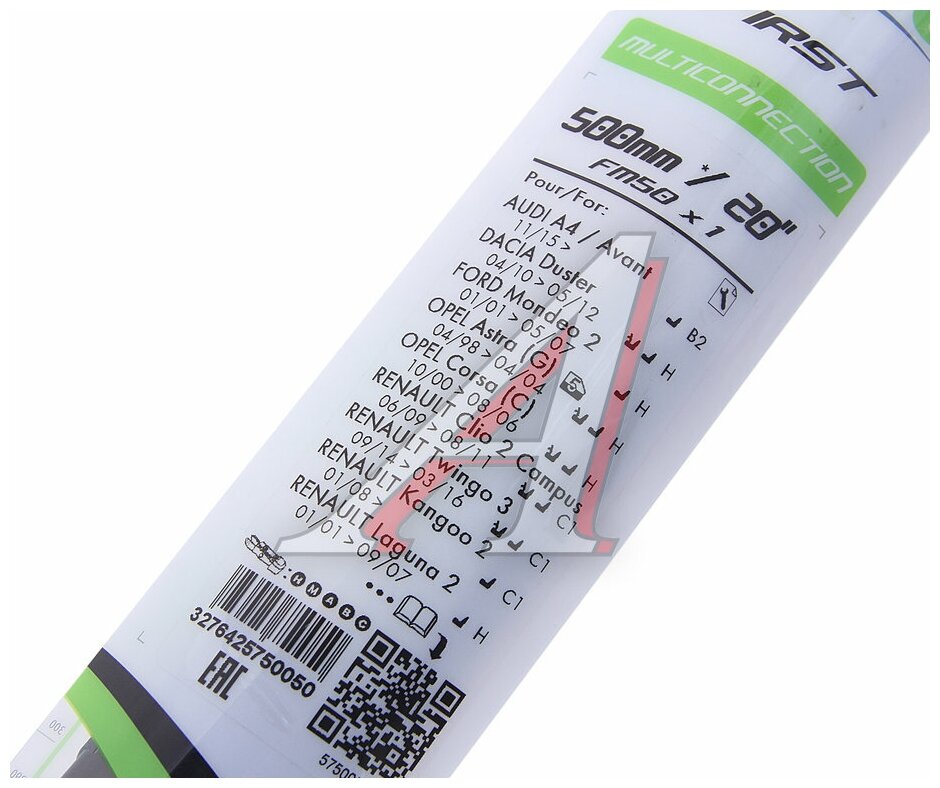 IRST
MULTICONNECTION
500mm* / 20"
FM50 x 1
Pour/For:
AUDI A4 / Avant
11/15 > B2
DACIA Duster
04/10 > 05/12 H
FORD Mondeo 2
01/01 > 05/07 H
OPEL Astra (G) 5
04/98 > 04/04 H
OPEL Corsa (C)
10/00 > 08/06 H
RENAULT Clio 2 Campus
06/09 > 08/11 C1
RENAULT Twingo 3
09/14 > 03/16 C1
RENAULT Kangoo 2
01/08 > C1
RENAULT Laguna 2
01/01 > 09/07 H
: H M A B C ...
3276425750050
EAC
57500
300